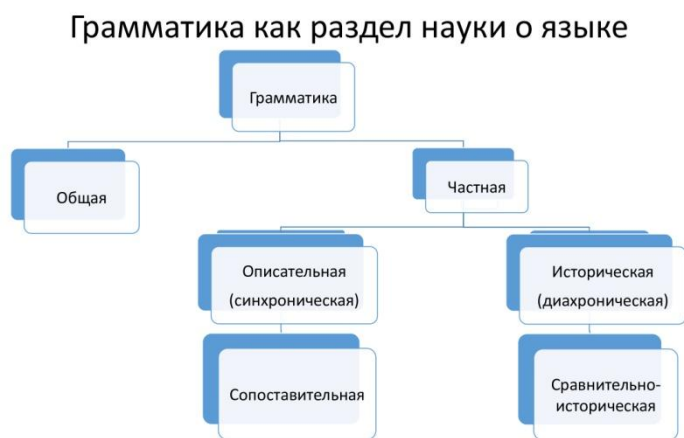 Грамматика как раздел науки о языке
Грамматика
Общая
Частная
Описательная
(синхроническая)
Историческая
(диахроническая)
Сопоставительная
Сравнительно-
историческая